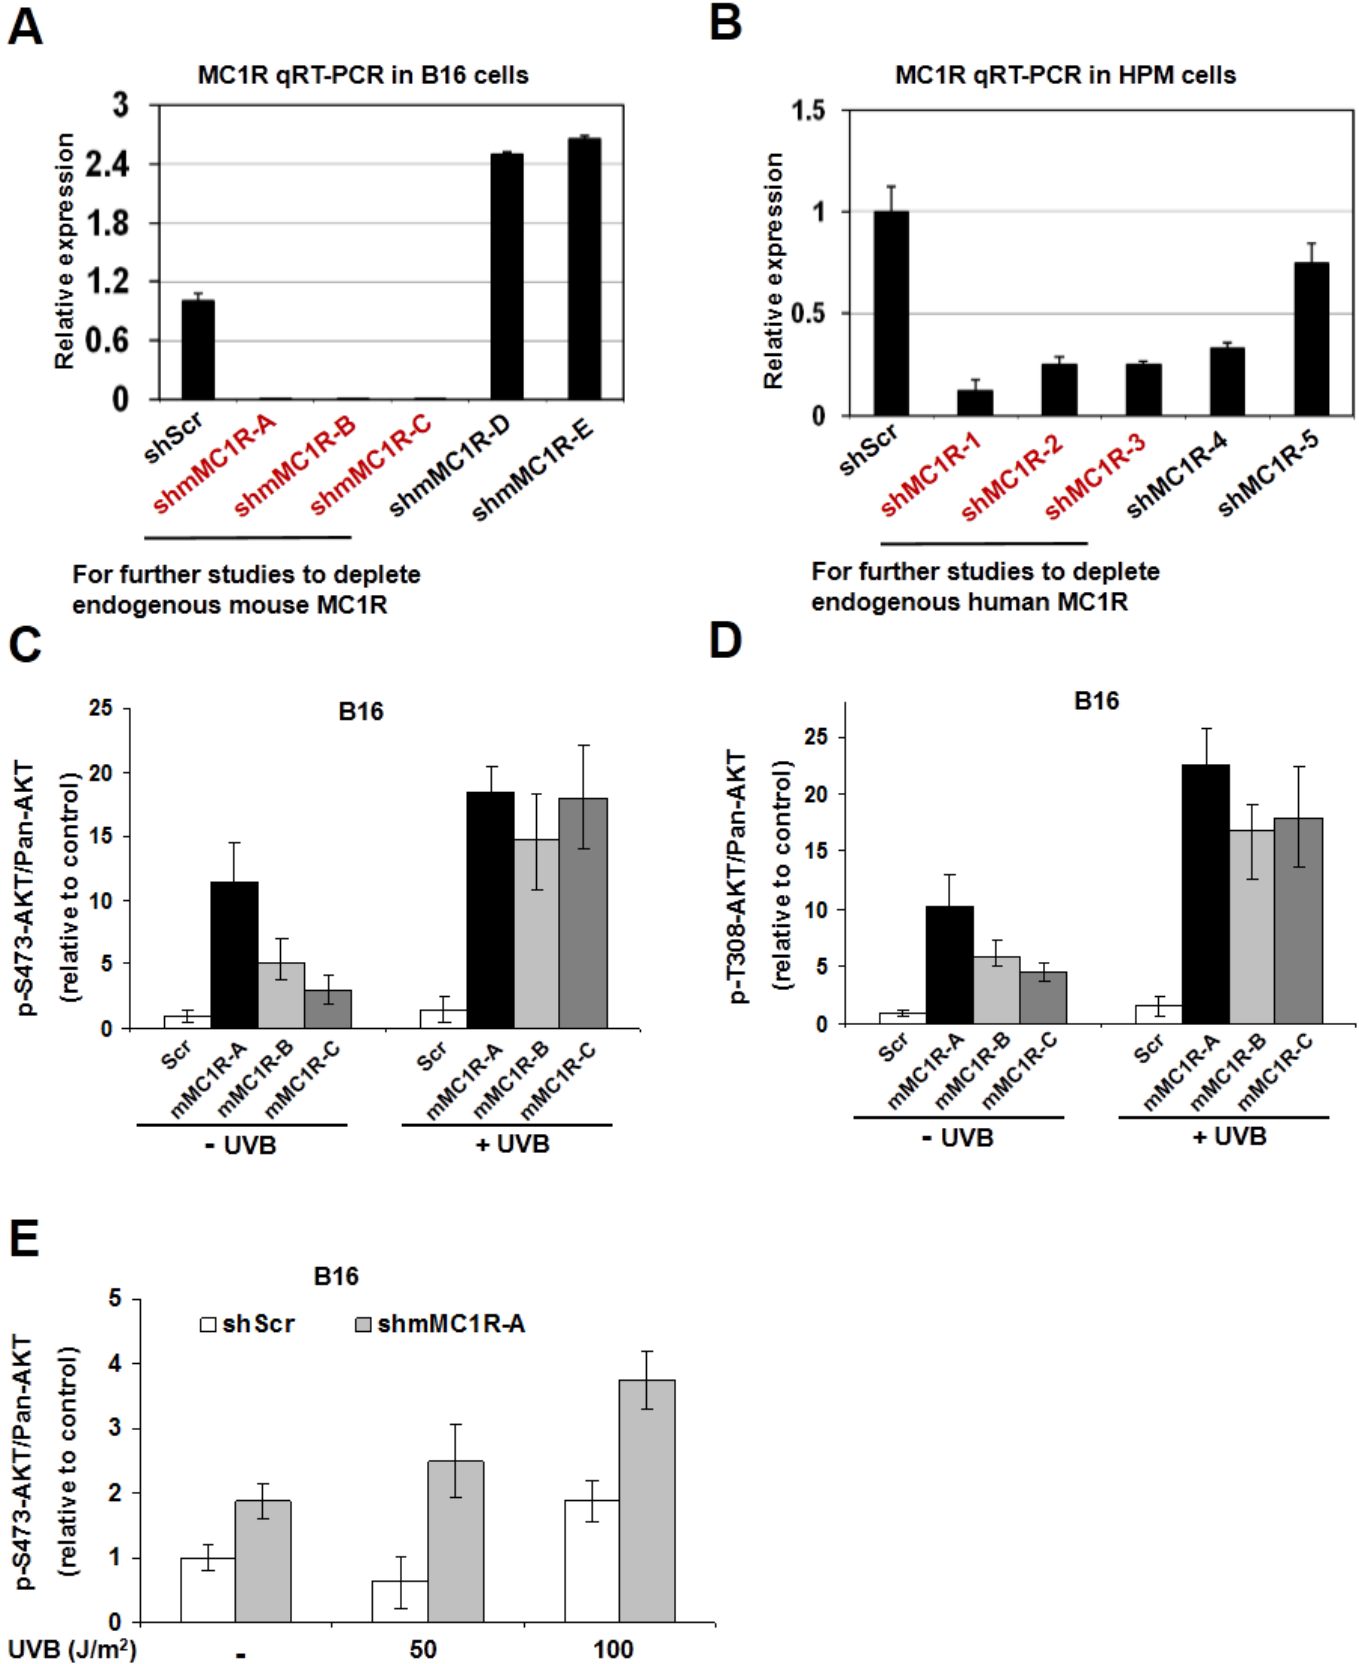 A
MC1R qRT-PCR in B16 cells
Relative expression
3
2.4
1.8
1.2
0.6
0
shScr
shmMC1R-A
shmMC1R-B
shmMC1R-C
shmMC1R-D
shmMC1R-E
For further studies to deplete
endogenous mouse MC1R
B
MC1R qRT-PCR in HPM cells
Relative expression
1.5
1
0.5
0
shScr
shMC1R-1
shMC1R-2
shMC1R-3
shMC1R-4
shMC1R-5
For further studies to deplete
endogenous human MC1R
C
B16
p-S473-AKT/Pan-AKT
(relative to control)
25
20
15
10
5
0
Scr
mMC1R-A
mMC1R-B
mMC1R-C
Scr
mMC1R-A
mMC1R-B
mMC1R-C
- UVB
+ UVB
D
B16
p-T308-AKT/Pan-AKT
(relative to control)
25
20
15
10
5
0
Scr
mMC1R-A
mMC1R-B
mMC1R-C
Scr
mMC1R-A
mMC1R-B
mMC1R-C
- UVB
+ UVB
E
B16
shScr
shmMC1R-A
p-S473-AKT/Pan-AKT
(relative to control)
5
4
3
2
1
0
UVB (J/m²) - 50 100